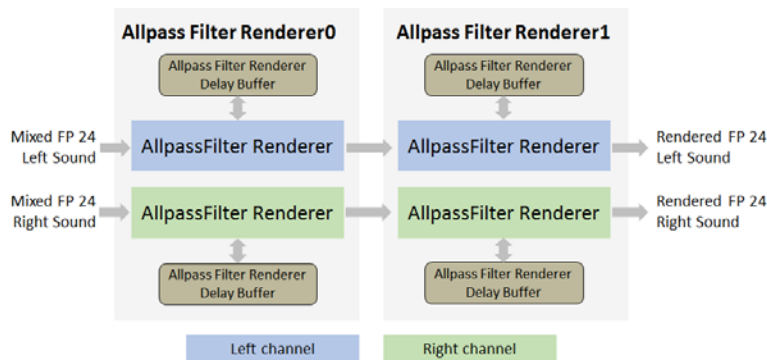 Allpass Filter Renderer0
Allpass Filter Renderer1
Allpass Filter Renderer
Delay Buffer
Allpass Filter Renderer
Delay Buffer
Mixed FP 24
Left Sound
AllpassFilter Renderer
AllpassFilter Renderer
Rendered FP 24
Left Sound
Mixed FP 24
Right Sound
AllpassFilter Renderer
AllpassFilter Renderer
Rendered FP 24
Right Sound
Allpass Filter Renderer
Delay Buffer
Allpass Filter Renderer
Delay Buffer
Left channel
Right channel